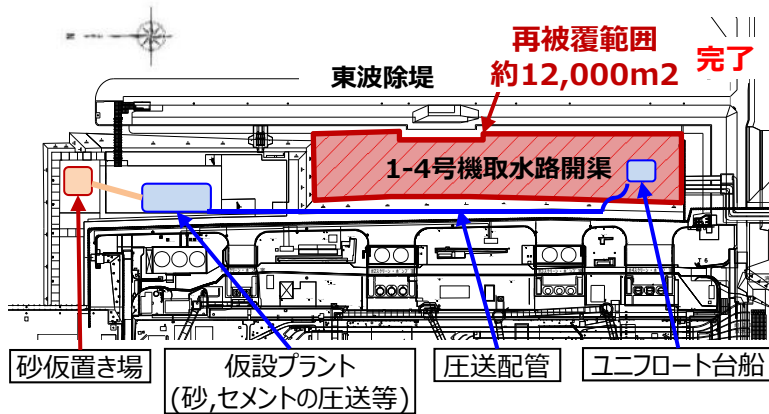 N
再被覆範囲
約12,000m2
完了
東波除堤
1-4号機取水路開渠
砂仮置き場
仮設プラント
(砂,セメントの圧送等)
圧送配管
ユニフロート台船